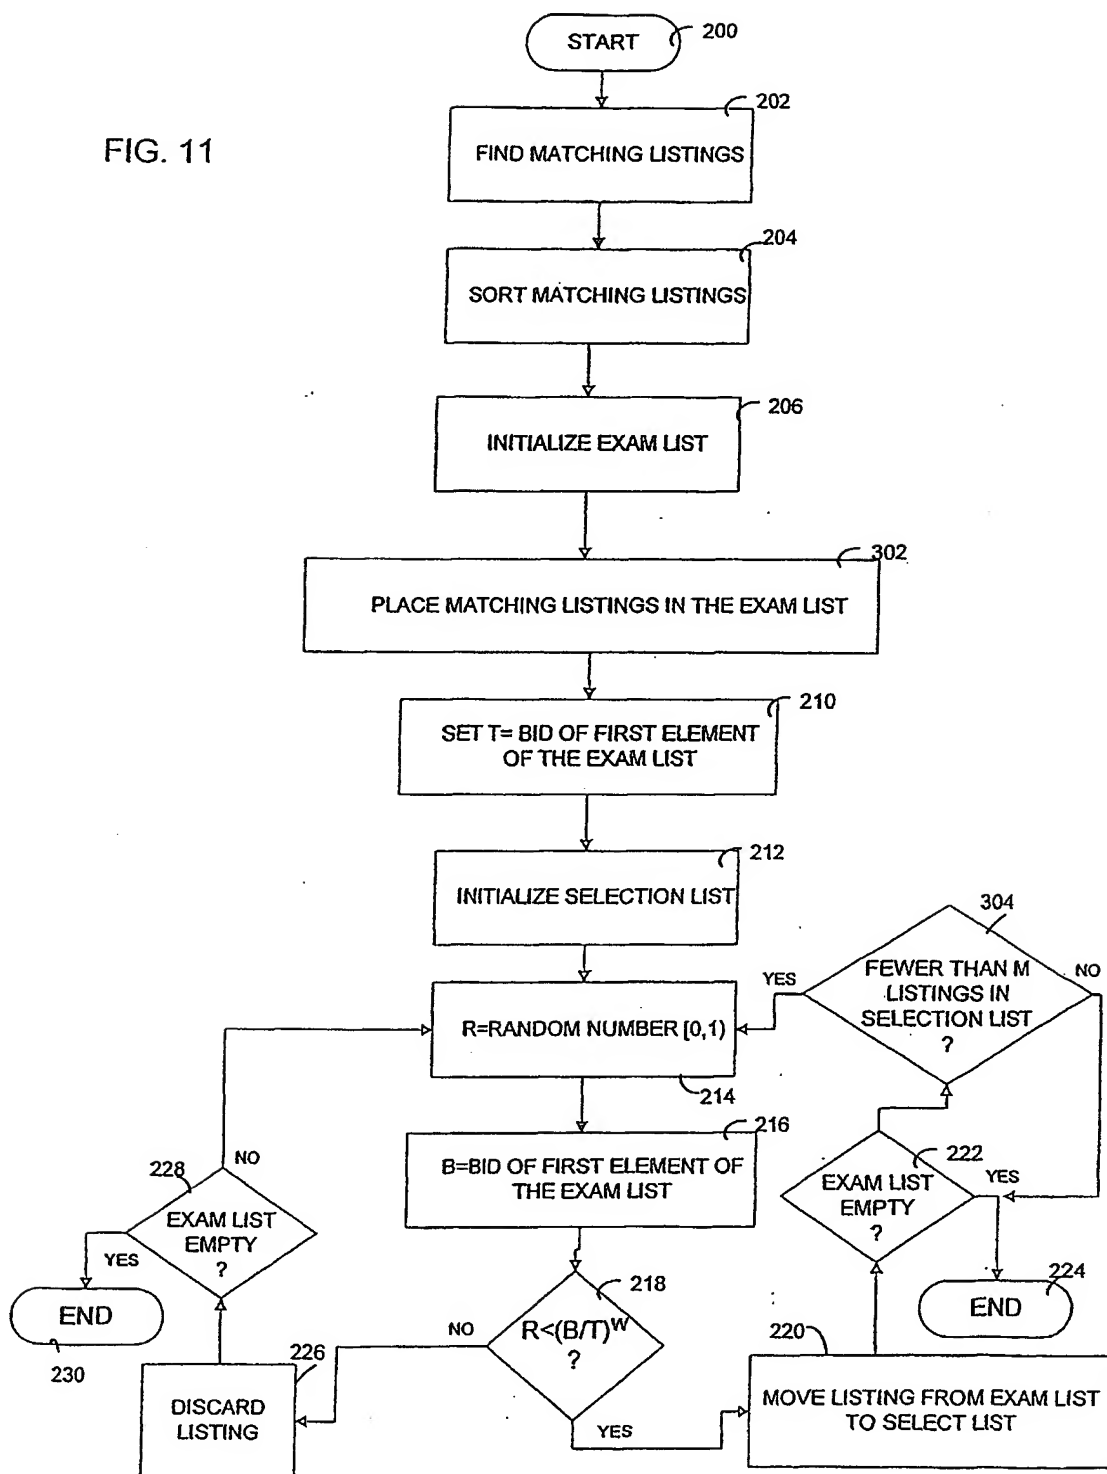 START
200
FIG. 11
202
FIND MATCHING LISTINGS
204
SORT MATCHING LISTINGS
206
INITIALIZE EXAM LIST
302
PLACE MATCHING LISTINGS IN THE EXAM LIST
210
SET T= BID OF FIRST ELEMENT
OF THE EXAM LIST
212
INITIALIZE SELECTION LIST
304
FEWER THAN M
LISTINGS IN
SELECTION LIST
?
YES
NO
R=RANDOM NUMBER [0,1)
214
216
B=BID OF FIRST ELEMENT OF
THE EXAM LIST
222
EXAM LIST
EMPTY
?
YES
228
NO
EXAM LIST
EMPTY
?
YES
END
230
218
R<(B/T)^W
?
NO
YES
224
END
220
MOVE LISTING FROM EXAM LIST
TO SELECT LIST
226
DISCARD
LISTING